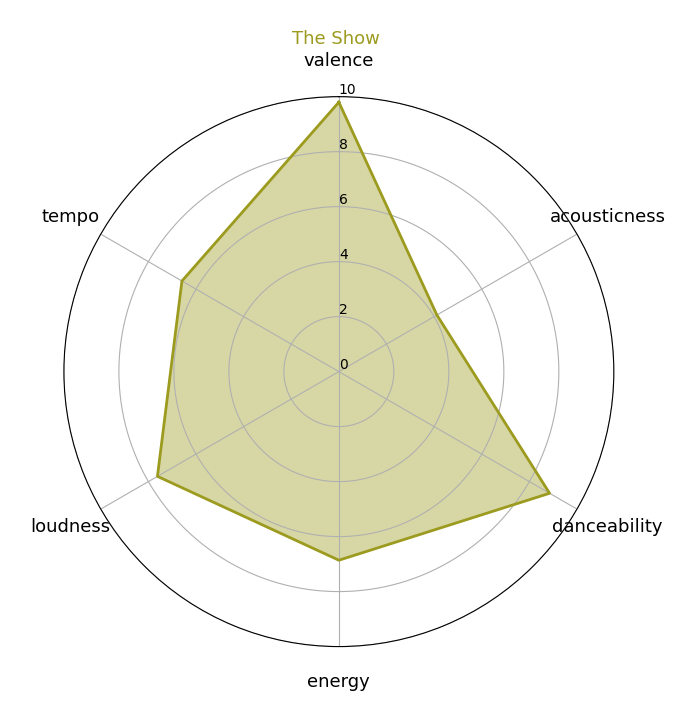 The Show
valence
10
8
6
4
2
0
tempo
acousticness
loudness
danceability
energy